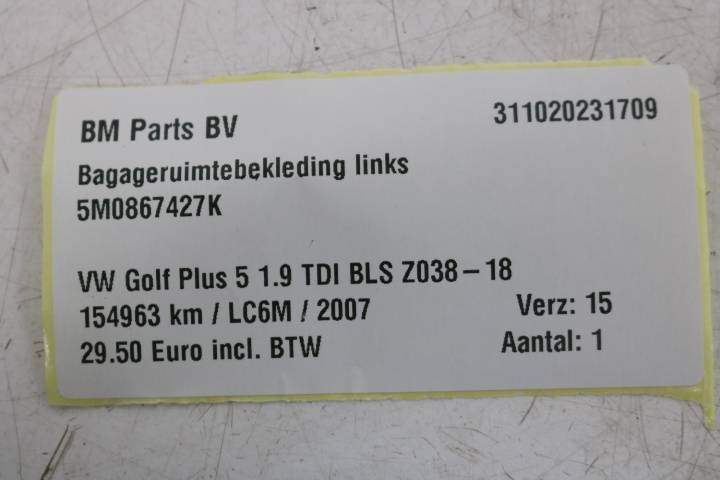 BM Parts BV 311020231709
Bagageruimtebekleding links
5M0867427K
VW Golf Plus 5 1.9 TDI BLS Z038-18
154963 km / LC6M / 2007 Verz: 15
29.50 Euro incl. BTW Aantal: 1